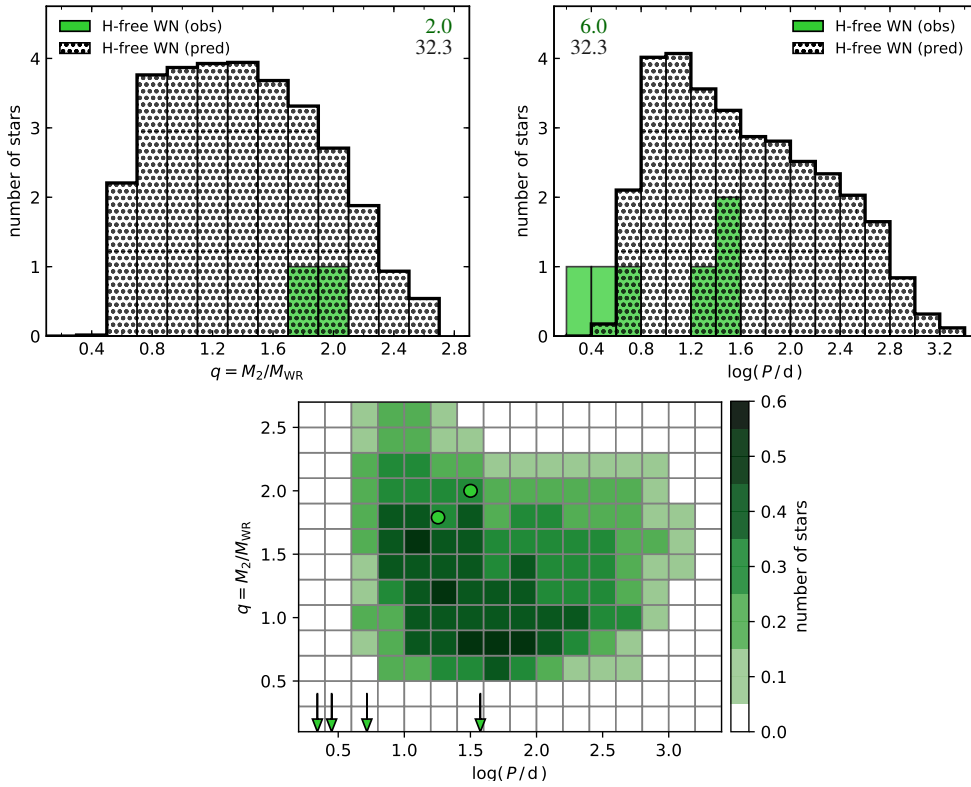 H-free WN (obs)
2.0
H-free WN (pred)
32.3
number of stars
4
3
2
1
0
0.4 0.8 1.2 1.6 2.0 2.4 2.8
q = M₂/M_WR
6.0
H-free WN (obs)
32.3
H-free WN (pred)
number of stars
4
3
2
1
0
0.4 0.8 1.2 1.6 2.0 2.4 2.8 3.2
log(P/d)
q = M₂/M_WR
2.5
2.0
1.5
1.0
0.5
0.5 1.0 1.5 2.0 2.5 3.0
log(P/d)
0.6
0.5
0.4
0.3
0.2
0.1
0.0
number of stars